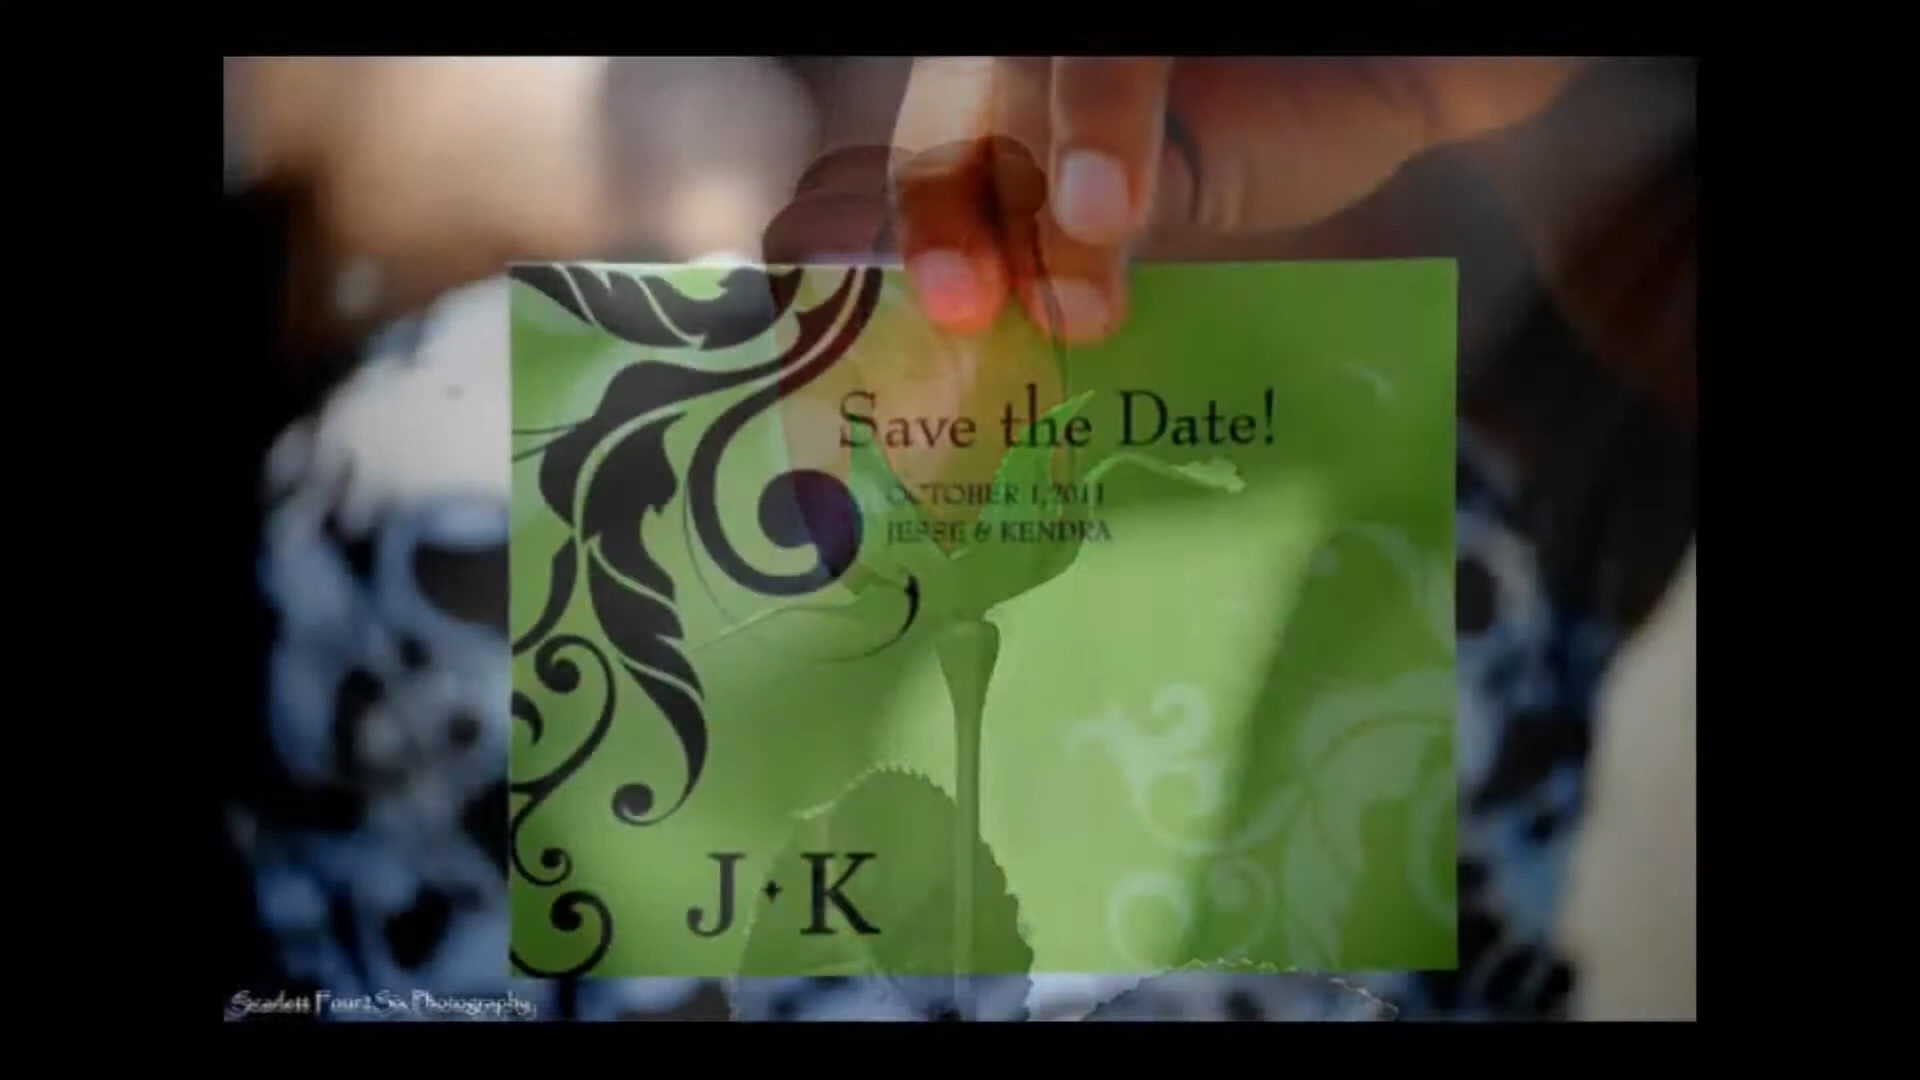 Save the Date!
OCTOBER 1, 2011
JESSE & KENDRA
J · K
Scarlett Four2Six Photography